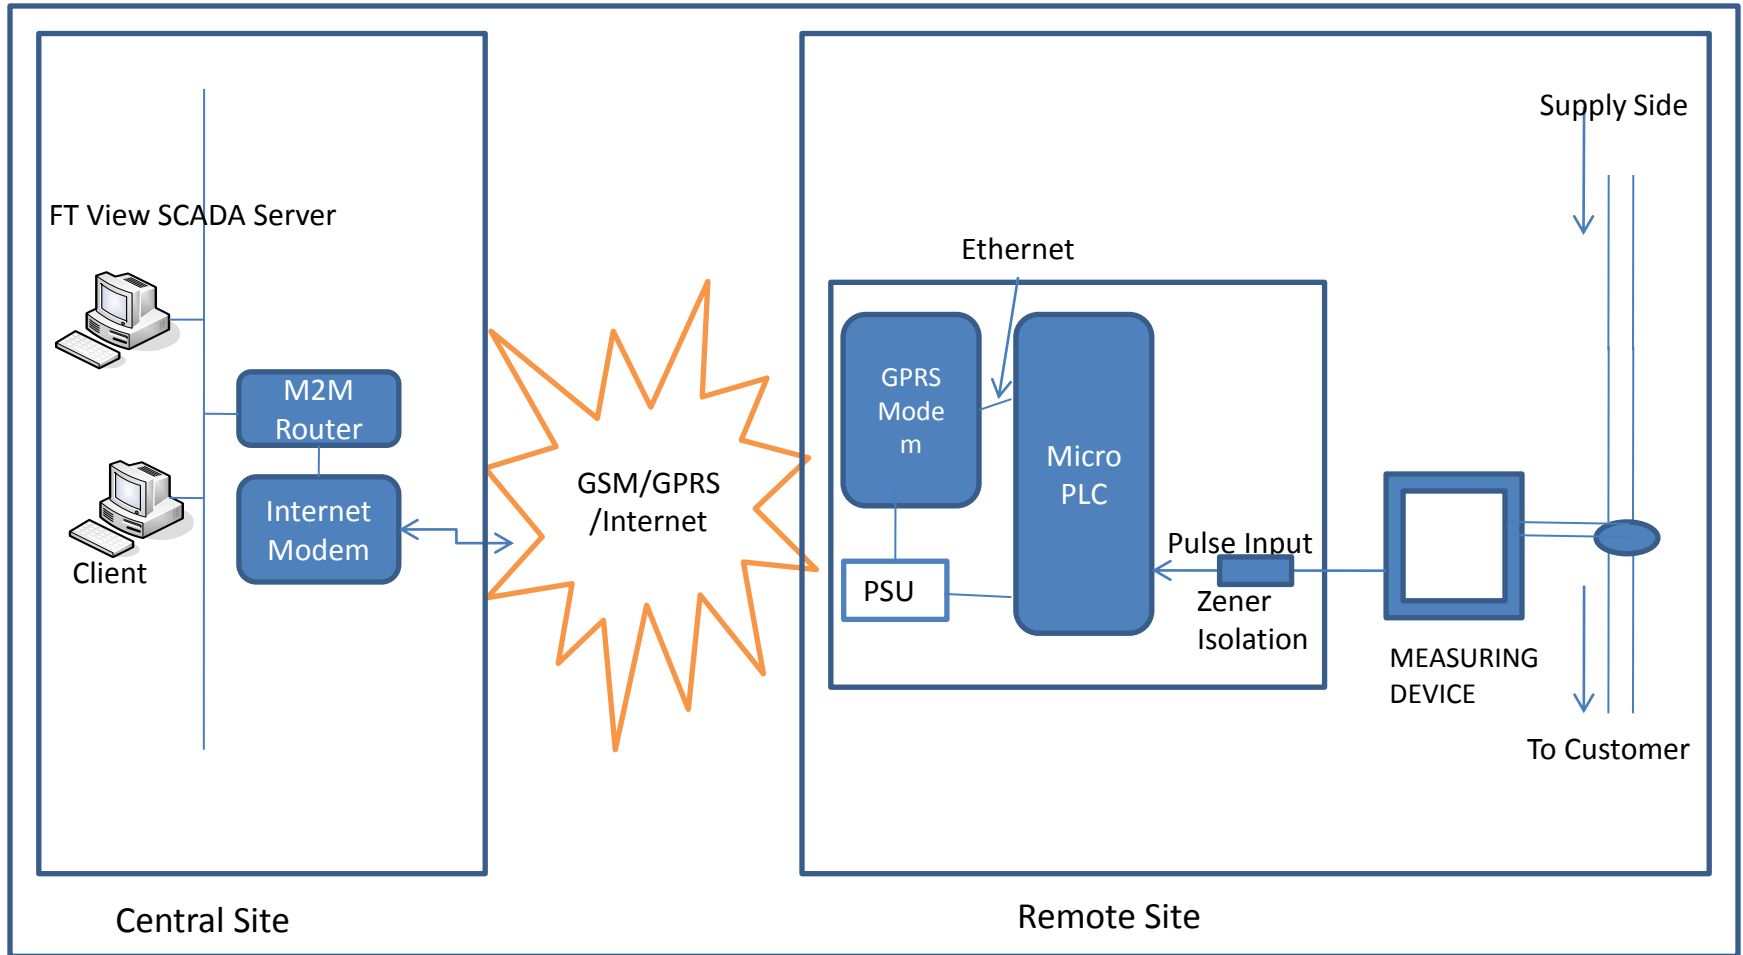 FT View SCADA Server
M2M
Router
Internet
Modem
Client
Central Site
GSM/GPRS
/Internet
Ethernet
GPRS
Mode
m
Micro
PLC
PSU
Pulse Input
Zener
Isolation
Supply Side
MEASURING
DEVICE
To Customer
Remote Site